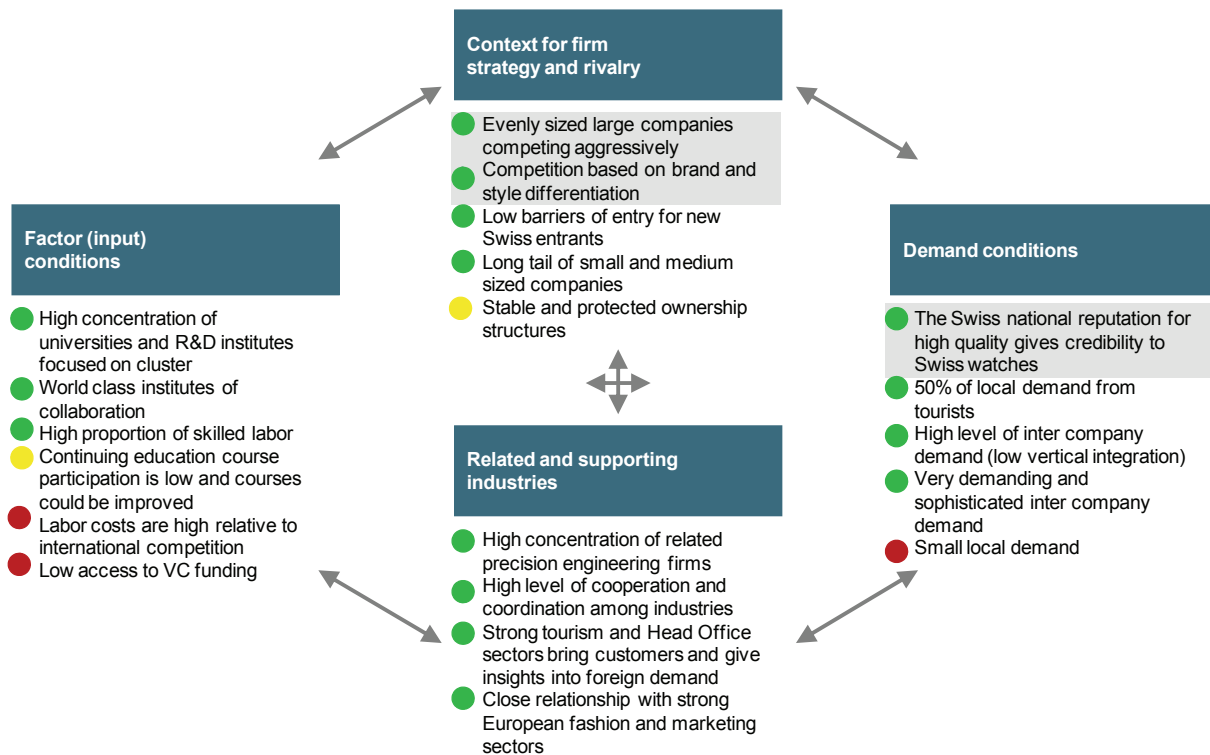 Context for firm
strategy and rivalry
Evenly sized large companies
competing aggressively
Competition based on brand and
style differentiation
Low barriers of entry for new
Swiss entrants
Long tail of small and medium
sized companies
Stable and protected ownership
structures
Factor (input)
conditions
High concentration of
universities and R&D institutes
focused on cluster
World class institutes of
collaboration
High proportion of skilled labor
Continuing education course
participation is low and courses
could be improved
Labor costs are high relative to
international competition
Low access to VC funding
Demand conditions
The Swiss national reputation for
high quality gives credibility to
Swiss watches
50% of local demand from
tourists
High level of inter company
demand (low vertical integration)
Very demanding and
sophisticated inter company
demand
Small local demand
Related and supporting
industries
High concentration of related
precision engineering firms
High level of cooperation and
coordination among industries
Strong tourism and Head Office
sectors bring customers and give
insights into foreign demand
Close relationship with strong
European fashion and marketing
sectors